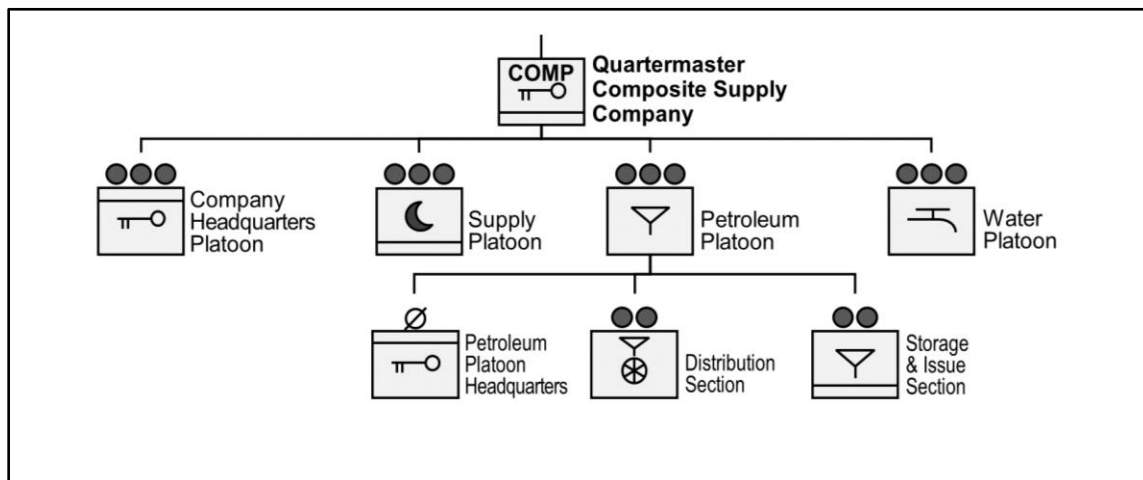 COMP
Quartermaster
Composite Supply
Company
Company
Headquarters
Platoon
Supply
Platoon
Petroleum
Platoon
Water
Platoon
Petroleum
Platoon
Headquarters
Distribution
Section
Storage
& Issue
Section